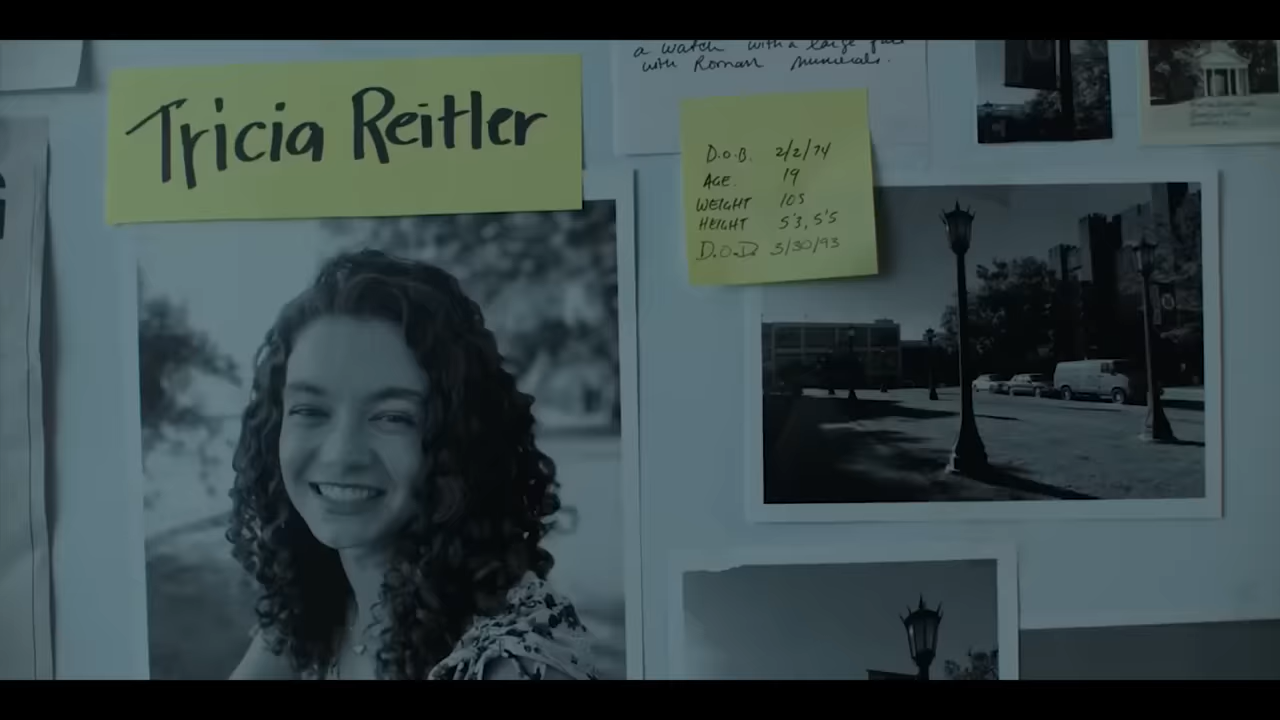 Tricia Reitler
a watch with a large face
with Roman numerals.
D.O.B. 2/2/74
AGE. 19
WEIGHT 105
HEIGHT 5'3, 5'5
D.O.D. 3/30/93